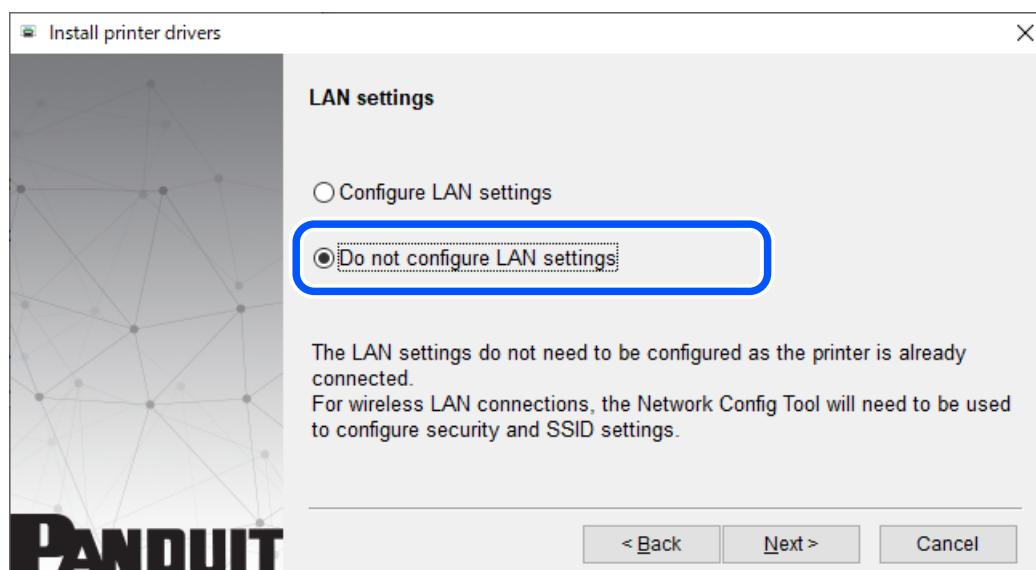 Install printer drivers
LAN settings
Configure LAN settings
Do not configure LAN settings
The LAN settings do not need to be configured as the printer is already
connected.
For wireless LAN connections, the Network Config Tool will need to be used
to configure security and SSID settings.
PANDUIT
< Back Next > Cancel